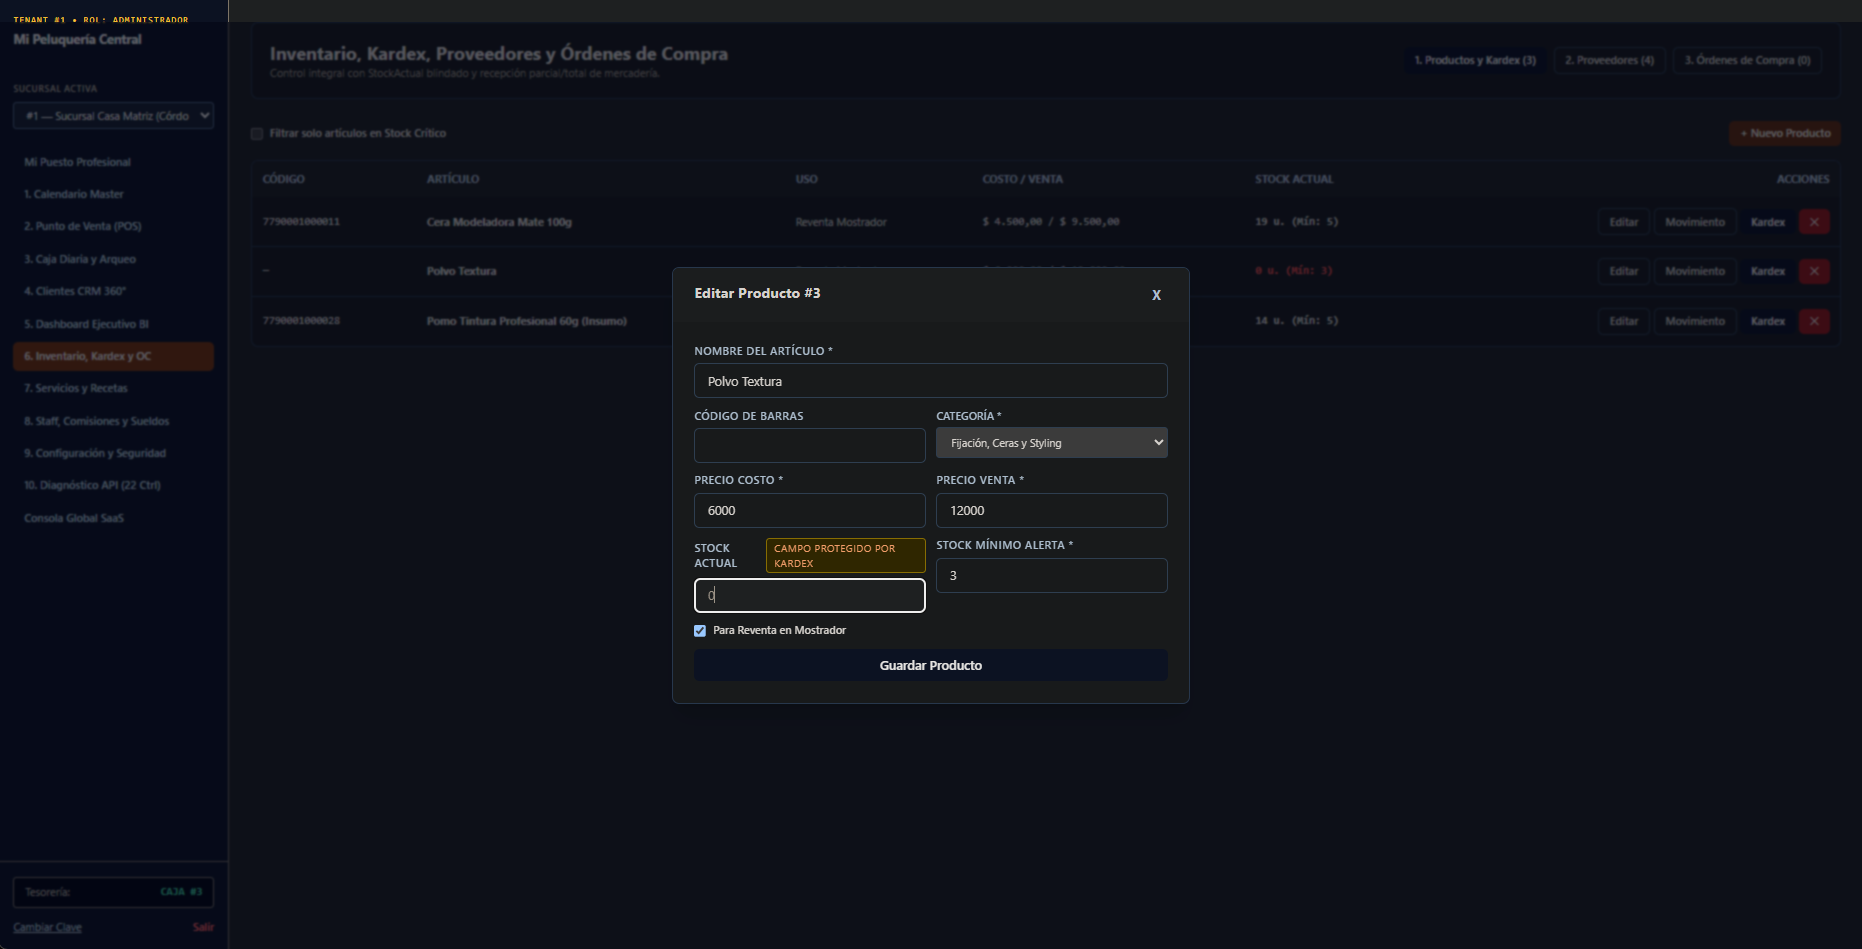 TENANT #1 • ROL: ADMINISTRADOR
Mi Peluquería Central
SUCURSAL ACTIVA
#1 — Sucursal Casa Matriz (Córdo
Mi Puesto Profesional
1. Calendario Master
2. Punto de Venta (POS)
3. Caja Diaria y Arqueo
4. Clientes CRM 360°
5. Dashboard Ejecutivo BI
6. Inventario, Kardex y OC
7. Servicios y Recetas
8. Staff, Comisiones y Sueldos
9. Configuración y Seguridad
10. Diagnóstico API (22 Ctrl)
Consola Global SaaS
Tesorería: CAJA #3
Cambiar Clave Salir
Inventario, Kardex, Proveedores y Órdenes de Compra
Control integral con StockActual blindado y recepción parcial/total de mercadería.
1. Productos y Kardex (3) 2. Proveedores (4) 3. Órdenes de Compra (0)
Filtrar solo artículos en Stock Crítico
+ Nuevo Producto
CÓDIGO ARTÍCULO USO COSTO / VENTA STOCK ACTUAL ACCIONES
7790001000011 Cera Modeladora Mate 100g Reventa Mostrador $ 4.500,00 / $ 9.500,00 19 u. (Mín: 5) Editar Movimiento Kardex ✕
— Polvo Textura 0 u. (Mín: 3) Editar Movimiento Kardex ✕
7790001000028 Pomo Tintura Profesional 60g (Insumo) 14 u. (Mín: 5) Editar Movimiento Kardex ✕
Editar Producto #3 X
NOMBRE DEL ARTÍCULO *
Polvo Textura
CÓDIGO DE BARRAS CATEGORÍA *
Fijación, Ceras y Styling
PRECIO COSTO * PRECIO VENTA *
6000 12000
STOCK ACTUAL
CAMPO PROTEGIDO POR KARDEX
STOCK MÍNIMO ALERTA *
0 3
Para Reventa en Mostrador
Guardar Producto